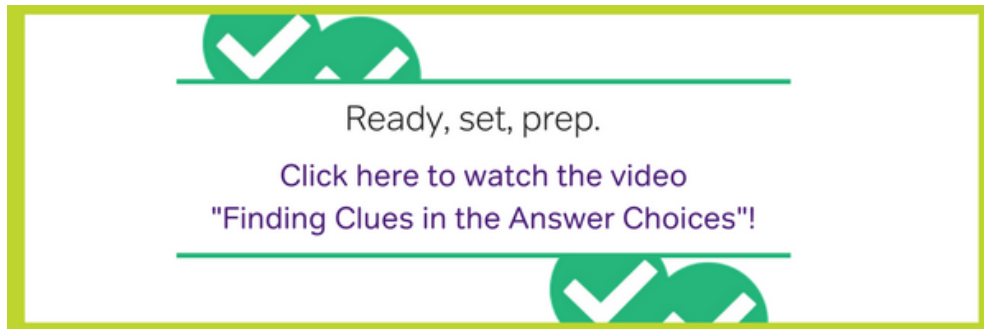 Ready, set, prep.
Click here to watch the video
"Finding Clues in the Answer Choices"!